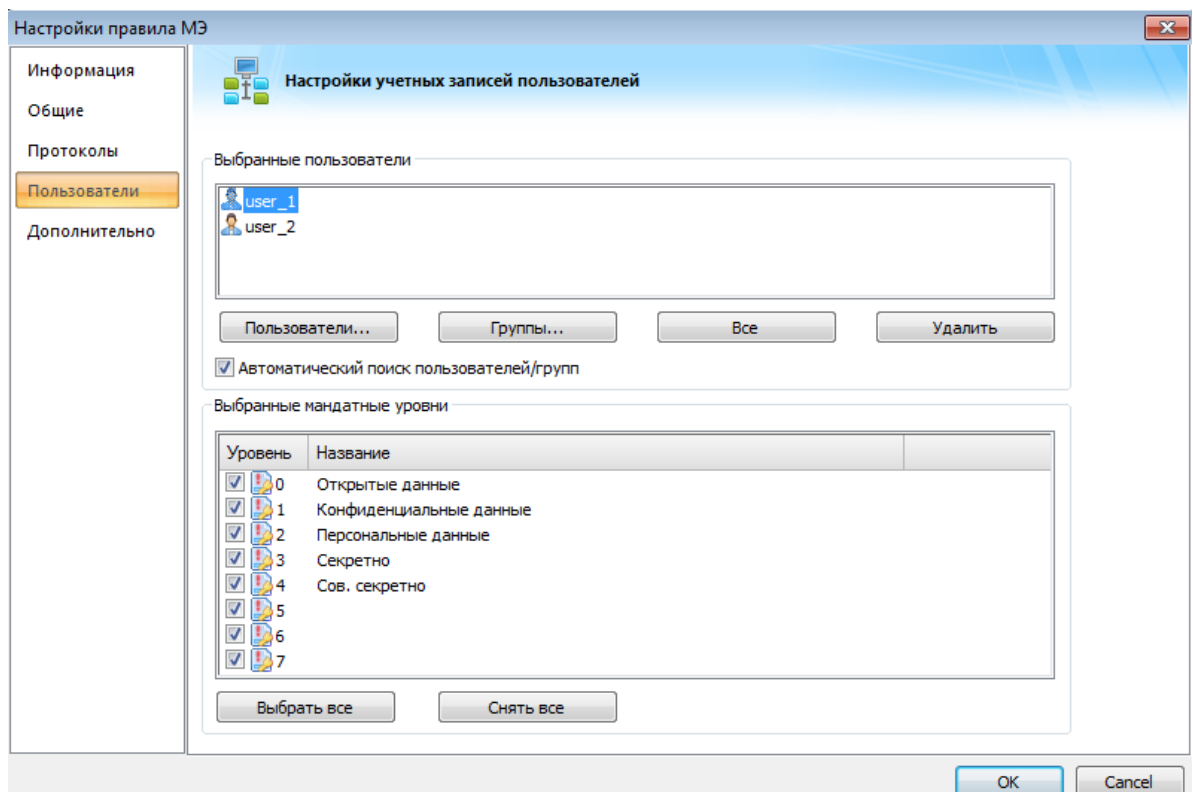 Настройки правила МЭ
Информация
Общие
Протоколы
Пользователи
Дополнительно
Настройки учетных записей пользователей
Выбранные пользователи
user_1
user_2
Пользователи... Группы... Все Удалить
Автоматический поиск пользователей/групп
Выбранные мандатные уровни
Уровень Название
0 Открытые данные
1 Конфиденциальные данные
2 Персональные данные
3 Секретно
4 Сов. секретно
5
6
7
Выбрать все Снять все
OK Cancel